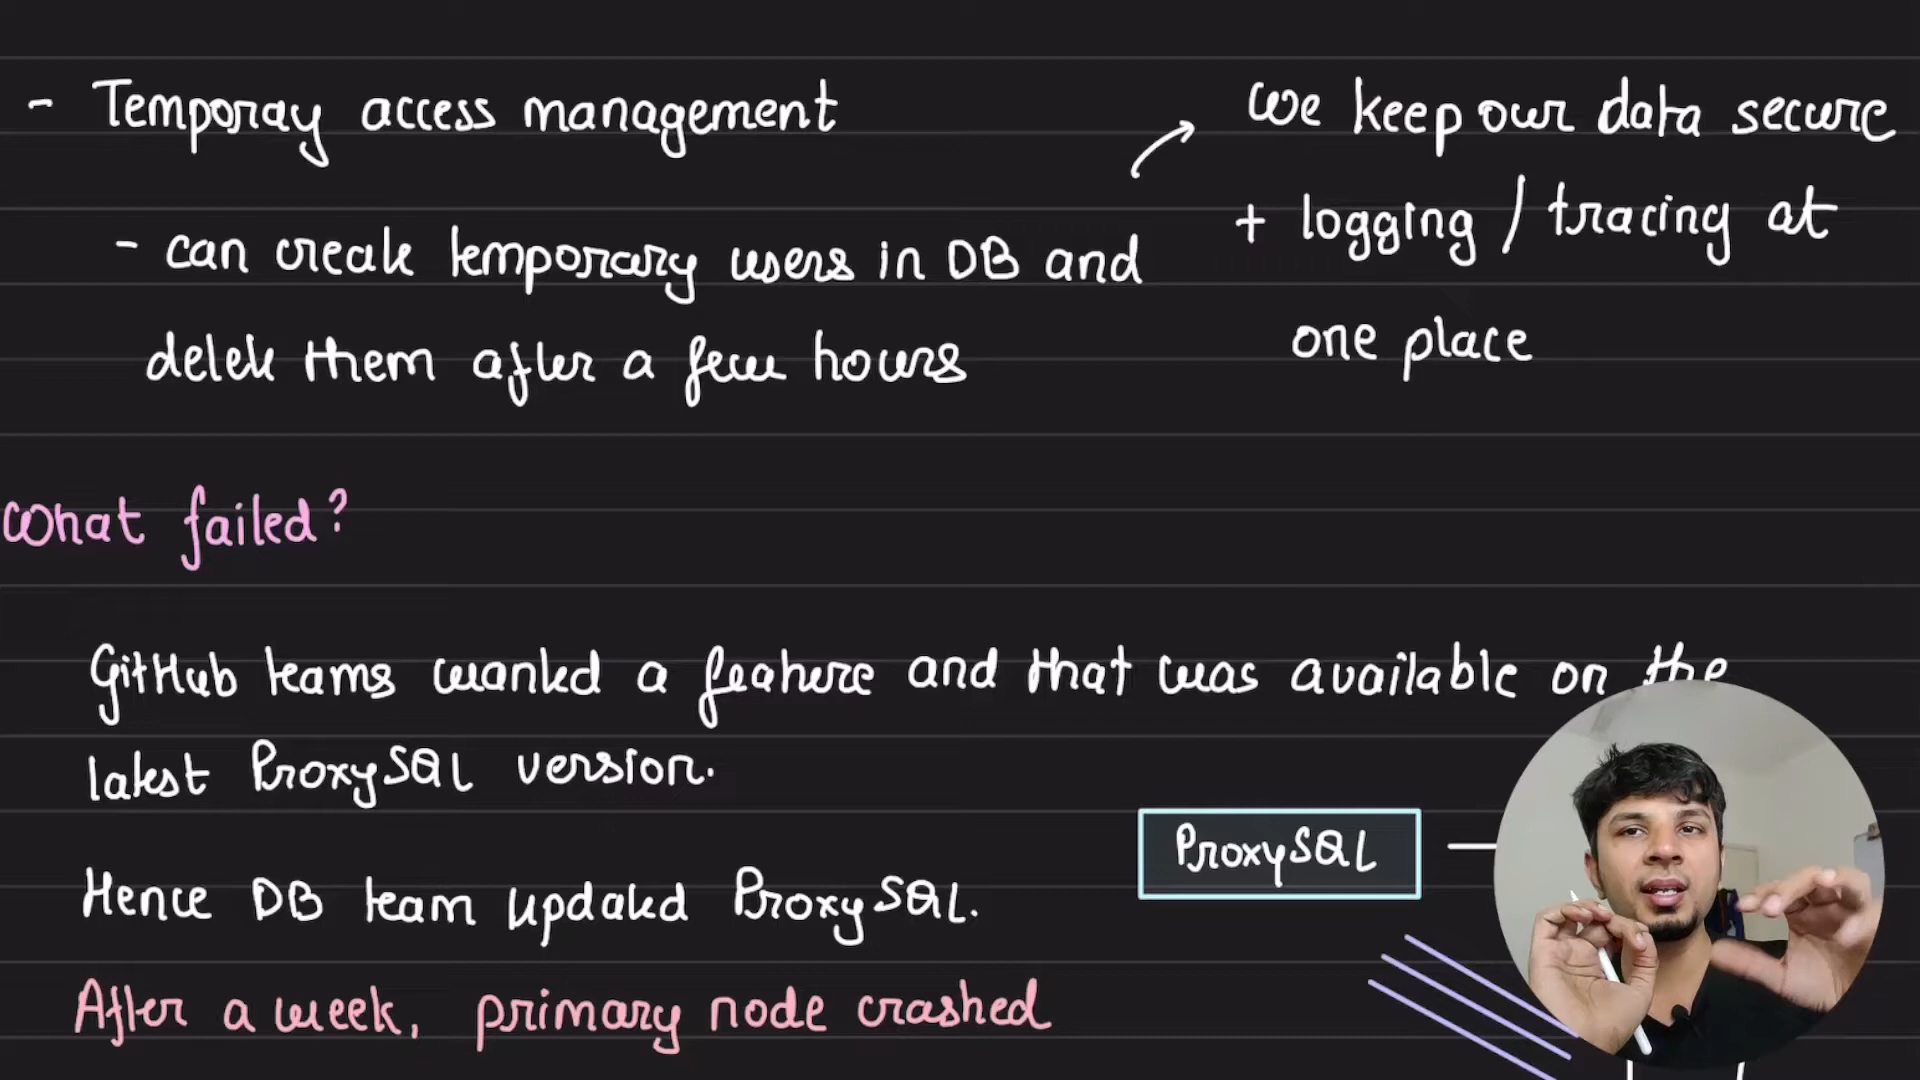 - Temporay access management
- can create temporary users in DB and
delete them after a few hours
we keep our data secure
+ logging / tracing at
one place
What failed?
GitHub teams wanted a feature and that was available on the
latest ProxySQL version.
Hence DB team updated ProxySQL.
After a week, primary node crashed
ProxySQL